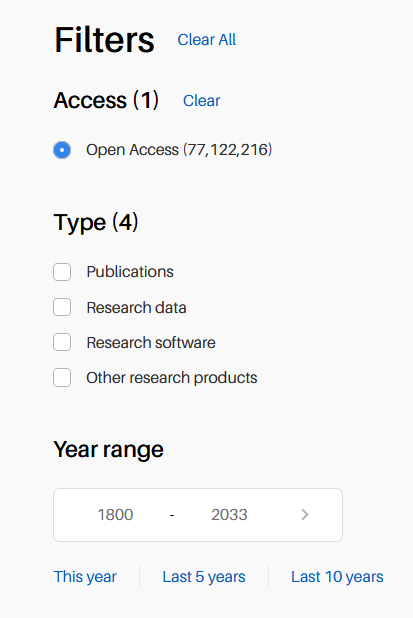 Filters Clear All
Access (1) Clear
Open Access (77,122,216)
Type (4)
Publications
Research data
Research software
Other research products
Year range
1800 - 2033
This year Last 5 years Last 10 years